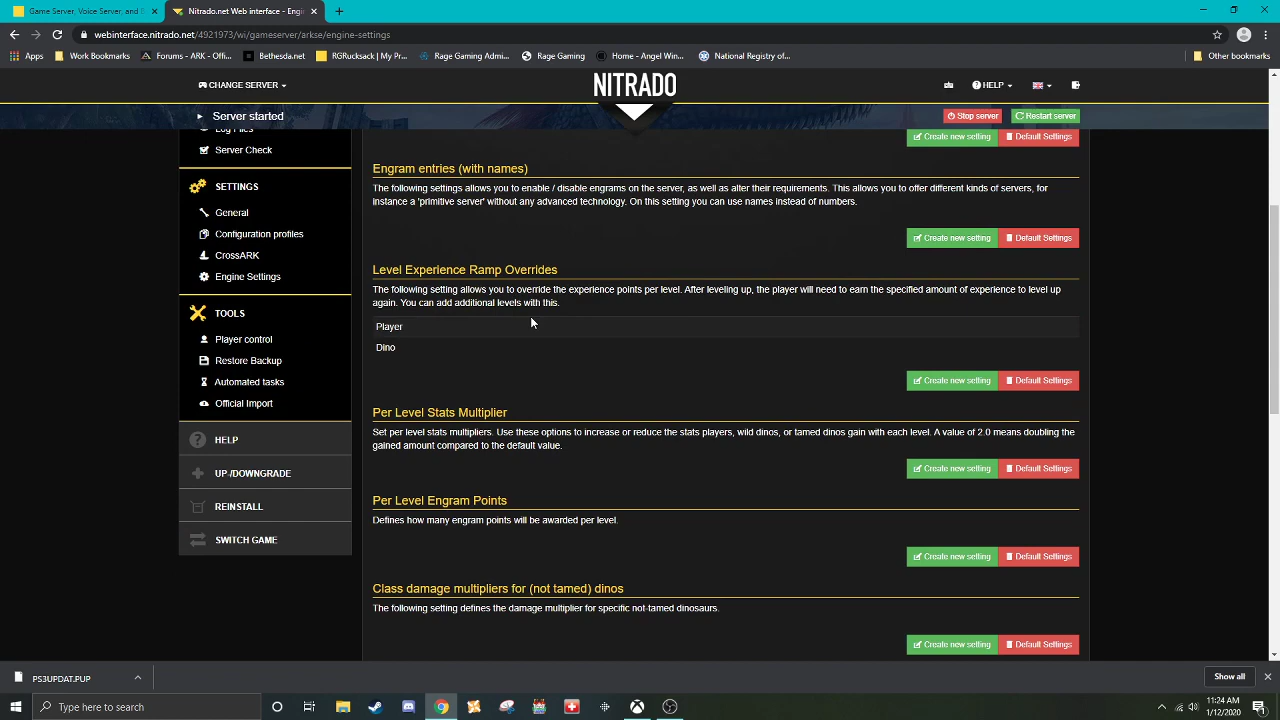 Game Server, Voice Server, and
Nitrado.net Web interface - Engi
webinterface.nitrado.net/4921973/wi/gameserver/arkse/engine-settings
Apps
Work Bookmarks
Forums - ARK - Offi...
Bethesda.net
RGRucksack | My Pr...
Rage Gaming Admi...
Rage Gaming
Home - Angel Win...
National Registry of...
Other bookmarks
CHANGE SERVER
NITRADO
HELP
Server started
Stop server
Restart server
Log Files
Server Check
SETTINGS
General
Configuration profiles
CrossARK
Engine Settings
TOOLS
Player control
Restore Backup
Automated tasks
Official Import
HELP
UP-/DOWNGRADE
REINSTALL
SWITCH GAME
Create new setting
Default Settings
Engram entries (with names)
The following settings allows you to enable / disable engrams on the server, as well as alter their requirements. This allows you to offer different kinds of servers, for
instance a 'primitive server' without any advanced technology. On this setting you can use names instead of numbers.
Create new setting
Default Settings
Level Experience Ramp Overrides
The following setting allows you to override the experience points per level. After leveling up, the player will need to earn the specified amount of experience to level up
again. You can add additional levels with this.
Player
Dino
Create new setting
Default Settings
Per Level Stats Multiplier
Set per level stats multipliers. Use these options to increase or reduce the stats players, wild dinos, or tamed dinos gain with each level. A value of 2.0 means doubling the
gained amount compared to the default value.
Create new setting
Default Settings
Per Level Engram Points
Defines how many engram points will be awarded per level.
Create new setting
Default Settings
Class damage multipliers for (not tamed) dinos
The following setting defines the damage multiplier for specific not-tamed dinosaurs.
Create new setting
Default Settings
PS3UPDAT.PUP
Show all
Type here to search
11:24 AM
1/12/2020